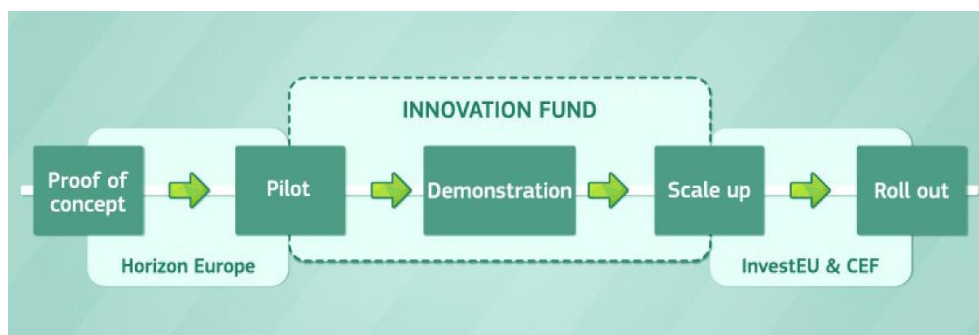 INNOVATION FUND
Proof of
concept
Pilot
Demonstration
Scale up
Roll out
Horizon Europe
InvestEU & CEF